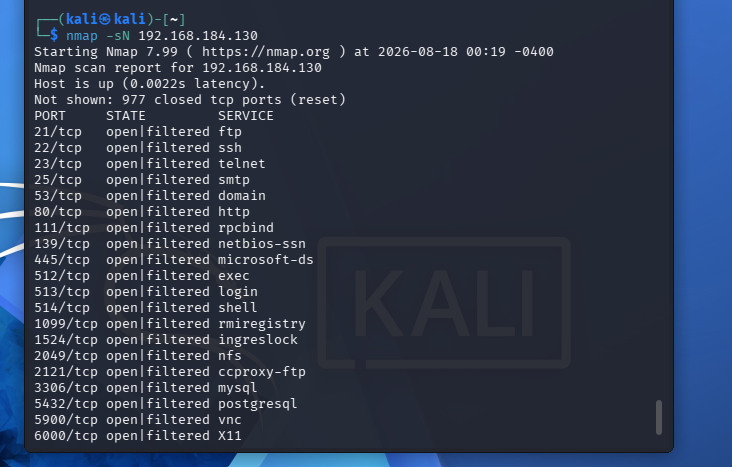 ┌──(kali㉿kali)-[~]
└─$ nmap -sN 192.168.184.130
Starting Nmap 7.99 ( https://nmap.org ) at 2026-08-18 00:19 -0400
Nmap scan report for 192.168.184.130
Host is up (0.0022s latency).
Not shown: 977 closed tcp ports (reset)
PORT     STATE         SERVICE
21/tcp   open|filtered ftp
22/tcp   open|filtered ssh
23/tcp   open|filtered telnet
25/tcp   open|filtered smtp
53/tcp   open|filtered domain
80/tcp   open|filtered http
111/tcp  open|filtered rpcbind
139/tcp  open|filtered netbios-ssn
445/tcp  open|filtered microsoft-ds
512/tcp  open|filtered exec
513/tcp  open|filtered login
514/tcp  open|filtered shell
1099/tcp open|filtered rmiregistry
1524/tcp open|filtered ingreslock
2049/tcp open|filtered nfs
2121/tcp open|filtered ccproxy-ftp
3306/tcp open|filtered mysql
5432/tcp open|filtered postgresql
5900/tcp open|filtered vnc
6000/tcp open|filtered X11
KALI